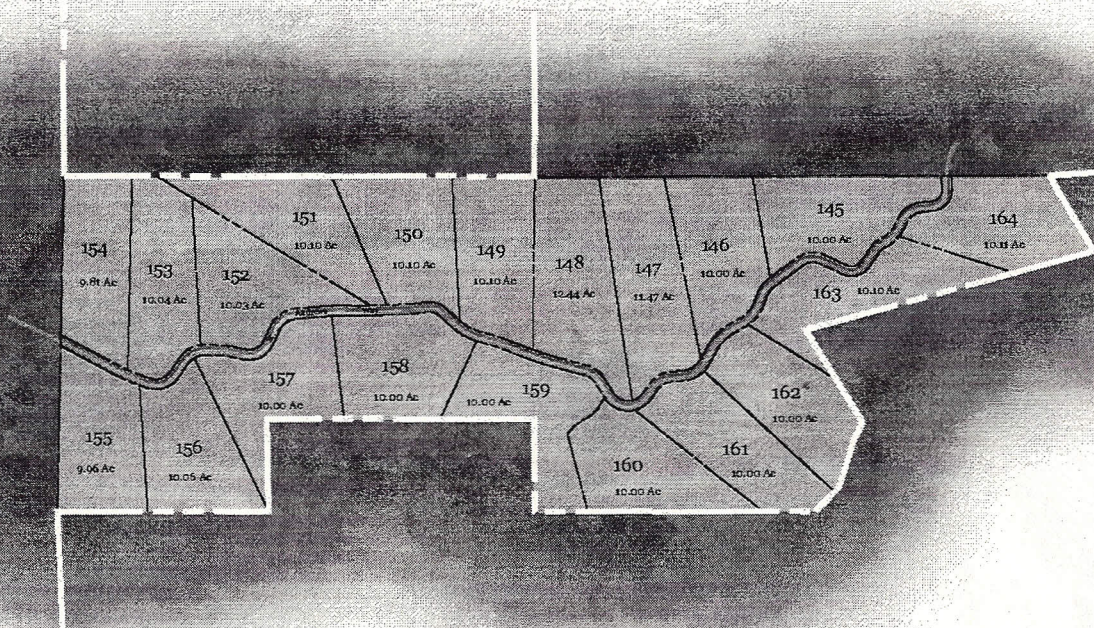 145
10.00 Ac
164
10.11 Ac
151
10.10 Ac
150
10.10 Ac
149
10.10 Ac
148
12.44 Ac
147
11.47 Ac
146
10.00 Ac
154
9.81 Ac
153
10.04 Ac
152
10.03 Ac
163
10.10 Ac
157
10.00 Ac
158
10.00 Ac
159
10.00 Ac
162
10.00 Ac
155
9.96 Ac
156
10.06 Ac
160
10.00 Ac
161
10.00 Ac